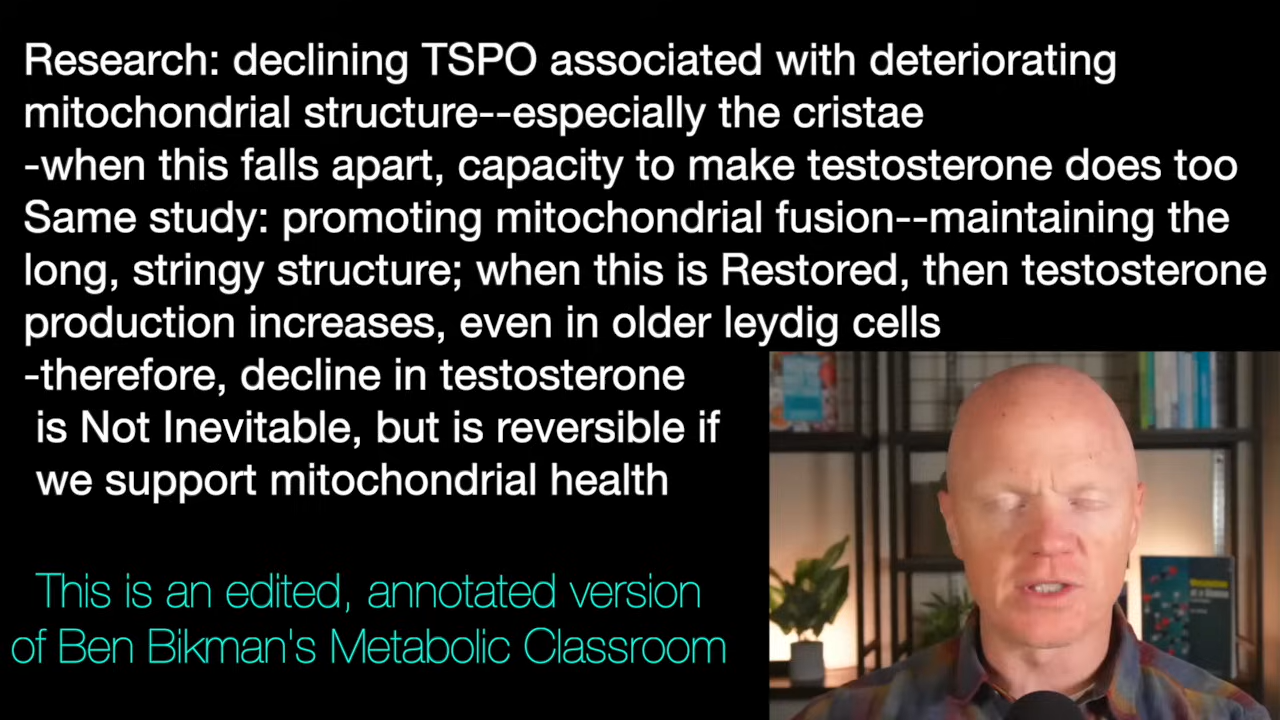 Research: declining TSPO associated with deteriorating
mitochondrial structure--especially the cristae
-when this falls apart, capacity to make testosterone does too
Same study: promoting mitochondrial fusion--maintaining the
long, stringy structure; when this is Restored, then testosterone
production increases, even in older leydig cells
-therefore, decline in testosterone
is Not Inevitable, but is reversible if
we support mitochondrial health
This is an edited, annotated version
of Ben Bikman's Metabolic Classroom